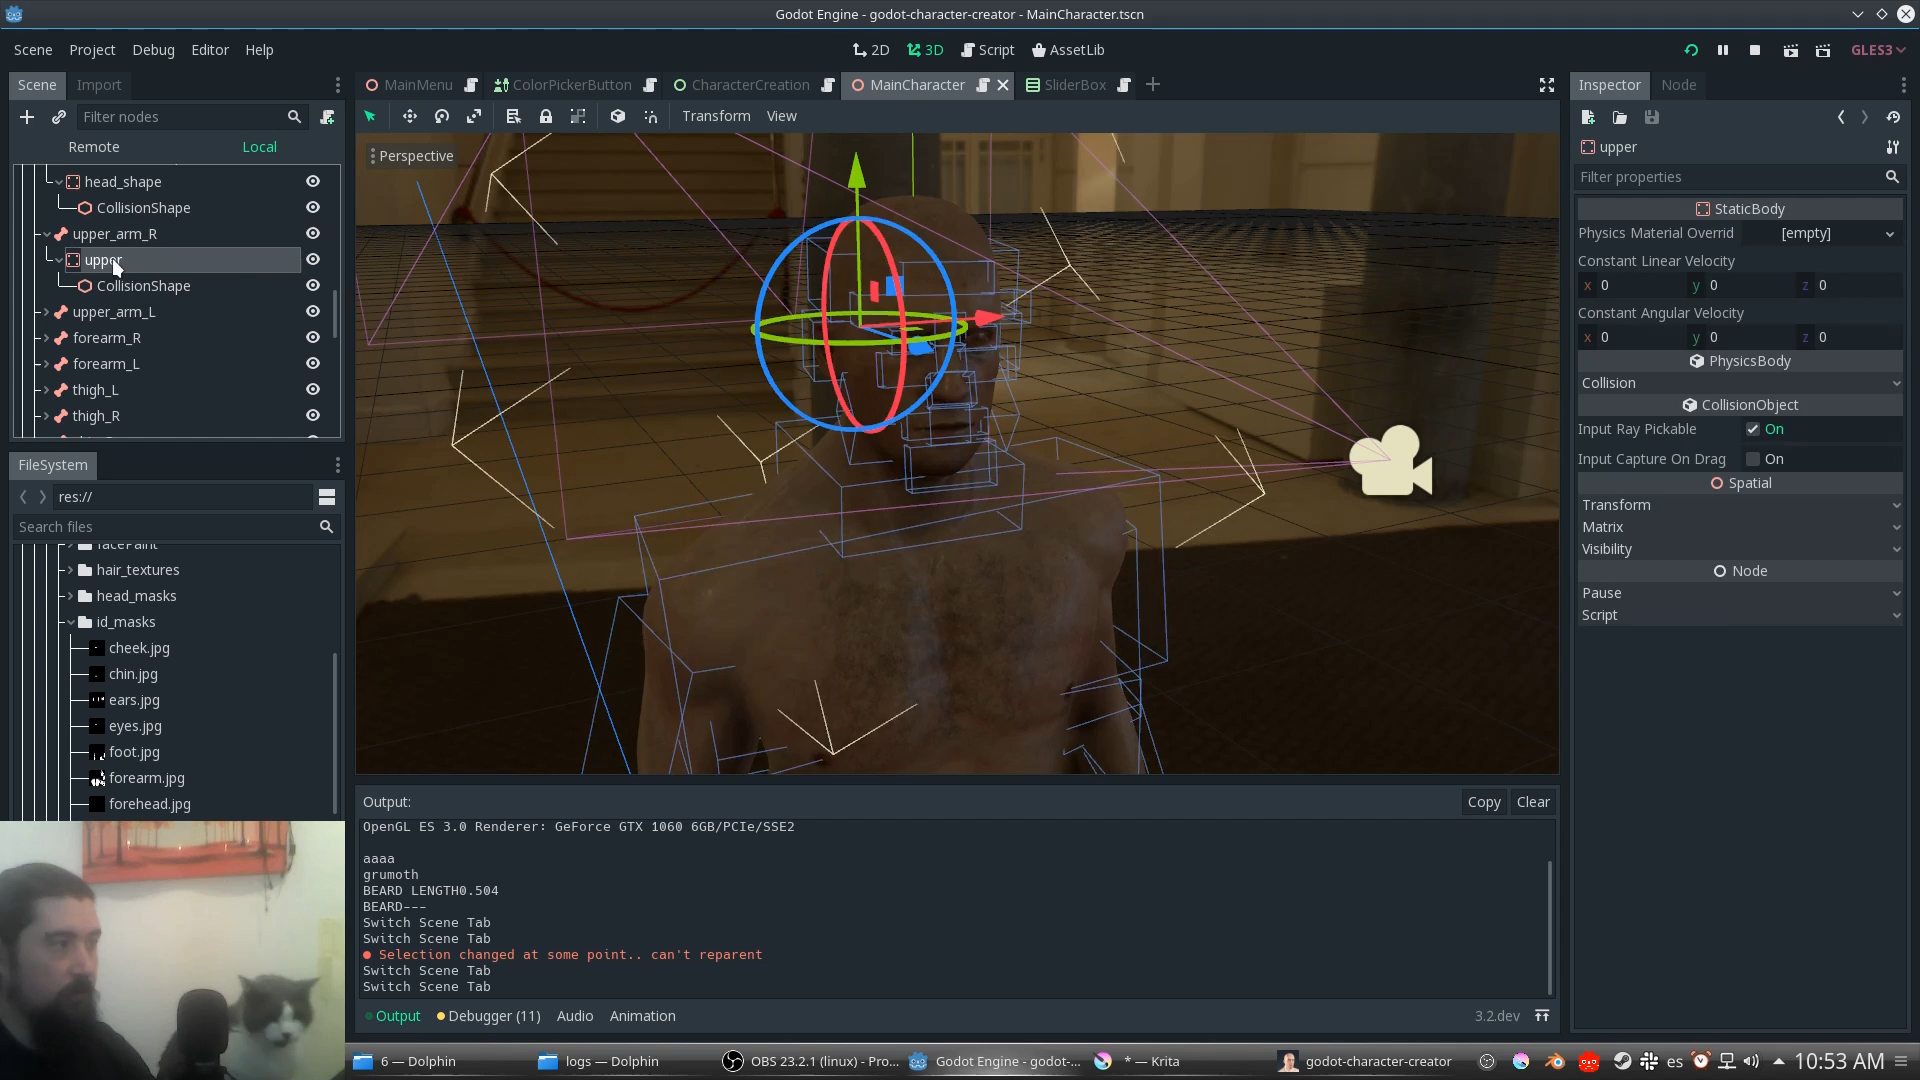 Godot Engine - godot-character-creator - MainCharacter.tscn
Scene Project Debug Editor Help
2D 3D Script AssetLib
GLES3
Scene Import
MainMenu ColorPickerButton CharacterCreation MainCharacter SliderBox
Inspector Node
Filter nodes
Transform View
Remote Local
Perspective
upper
Filter properties
head_shape
CollisionShape
upper_arm_R
upper
CollisionShape
upper_arm_L
forearm_R
forearm_L
thigh_L
thigh_R
StaticBody
Physics Material Overrid [empty]
Constant Linear Velocity
x 0 y 0 z 0
Constant Angular Velocity
x 0 y 0 z 0
PhysicsBody
Collision
CollisionObject
Input Ray Pickable On
Input Capture On Drag On
Spatial
Transform
Matrix
Visibility
Node
Pause
Script
FileSystem
res://
Search files
facePaint
hair_textures
head_masks
id_masks
cheek.jpg
chin.jpg
ears.jpg
eyes.jpg
foot.jpg
forearm.jpg
forehead.jpg
Output:
Copy Clear
OpenGL ES 3.0 Renderer: GeForce GTX 1060 6GB/PCIe/SSE2
aaaa
grumoth
BEARD LENGTH0.504
BEARD---
Switch Scene Tab
Switch Scene Tab
Selection changed at some point.. can't reparent
Switch Scene Tab
Switch Scene Tab
Output Debugger (11) Audio Animation
3.2.dev
6 — Dolphin
logs — Dolphin
OBS 23.2.1 (linux) - Pro...
Godot Engine - godot-...
* — Krita
godot-character-creator
es
10:53 AM